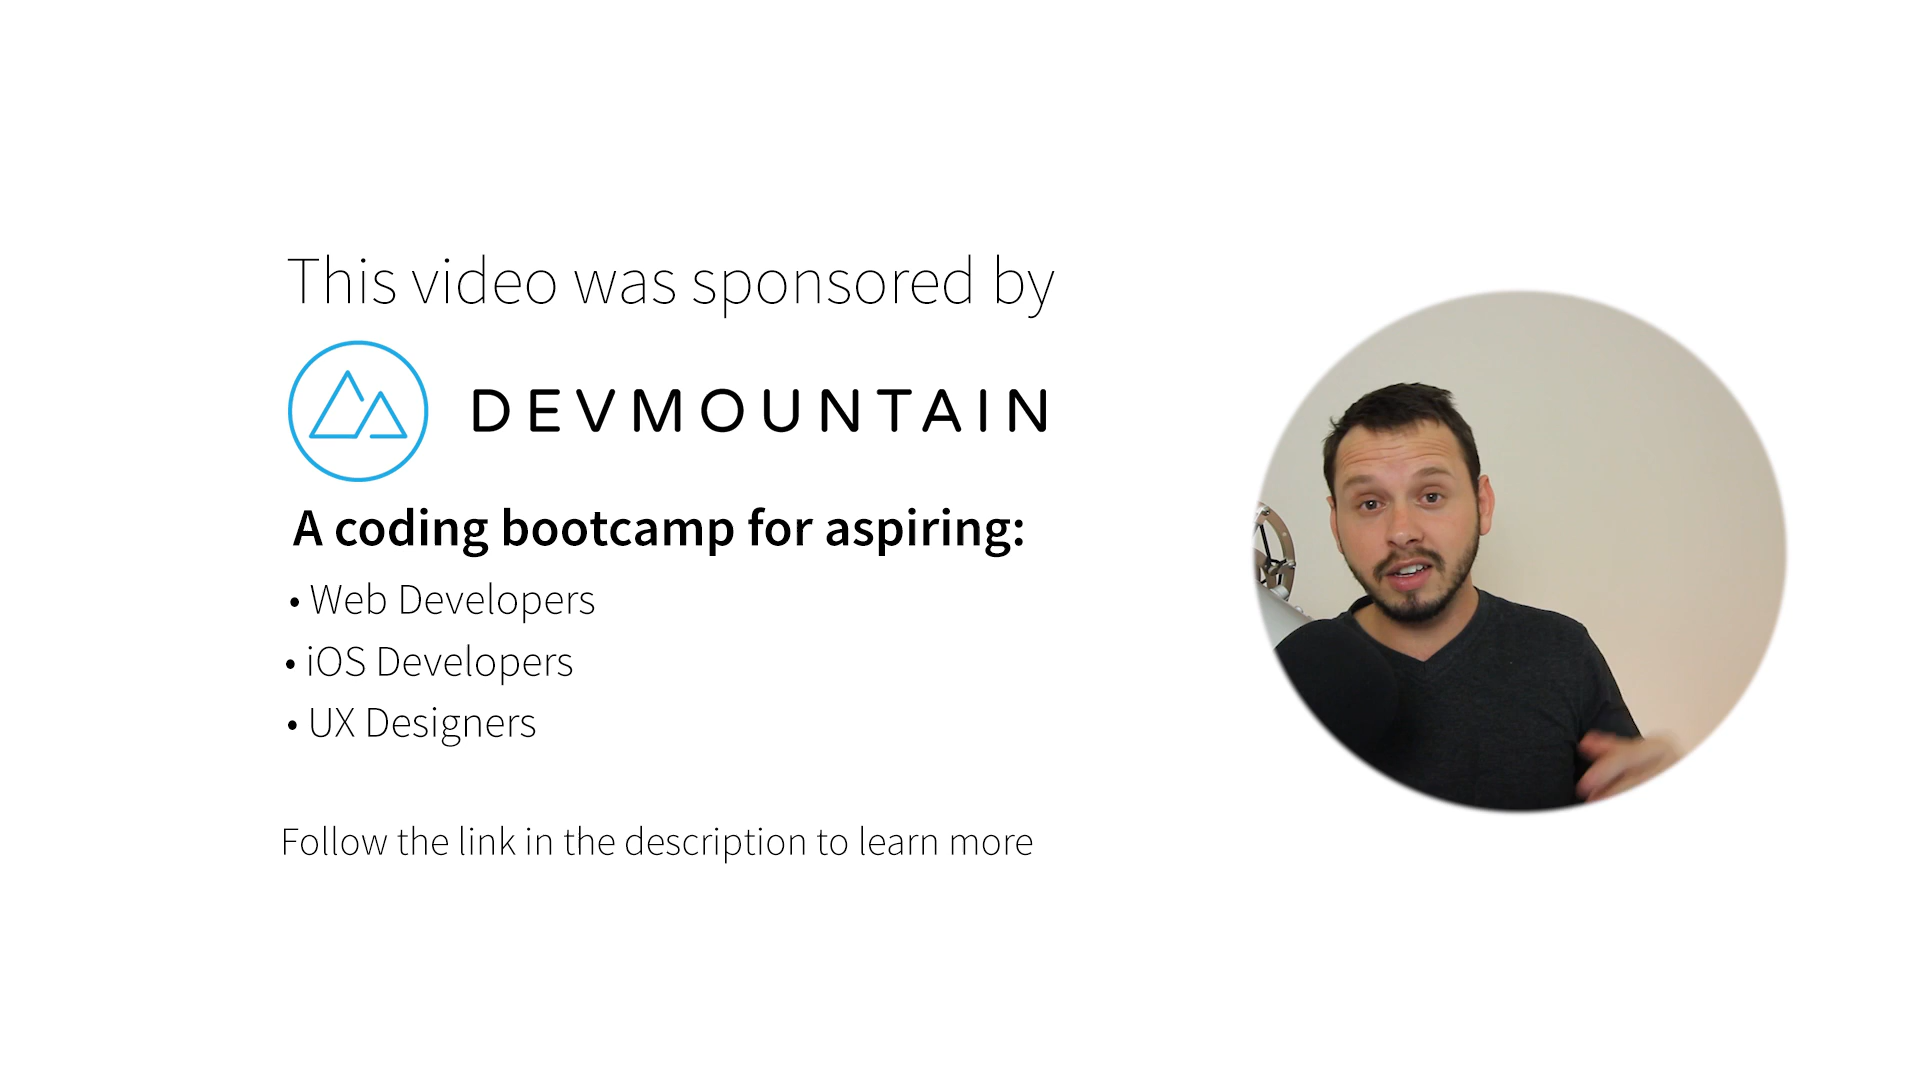 This video was sponsored by
DEVMOUNTAIN
A coding bootcamp for aspiring:
• Web Developers
• iOS Developers
• UX Designers
Follow the link in the description to learn more